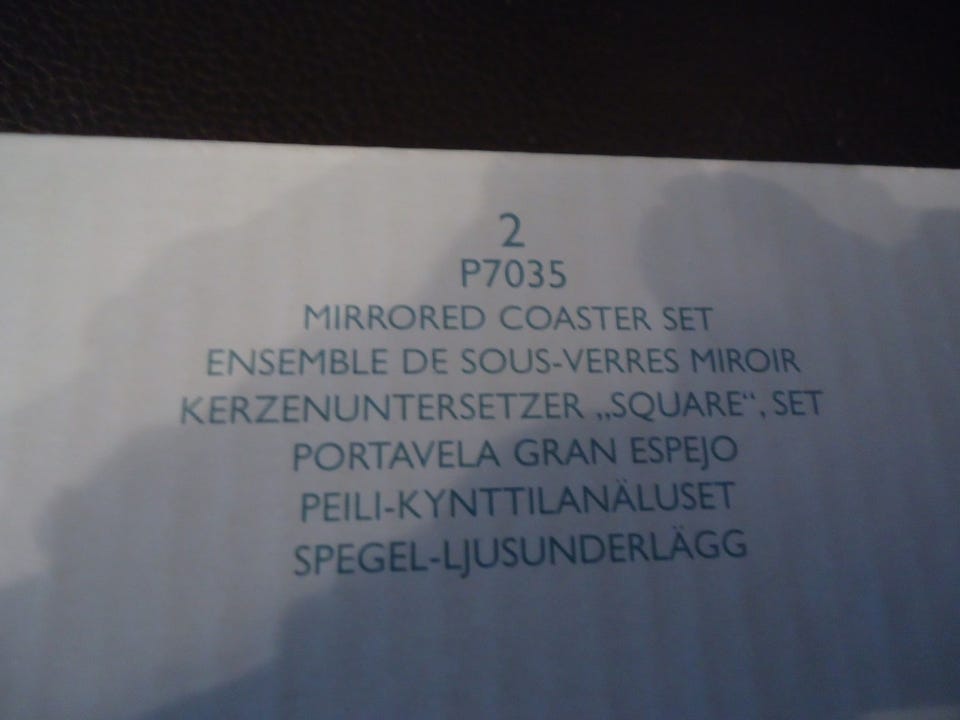 2
P7035
MIRRORED COASTER SET
ENSEMBLE DE SOUS-VERRES MIROIR
KERZENUNTERSETZER „SQUARE“, SET
PORTAVELA GRAN ESPEJO
PEILI-KYNTTILANÄLUSET
SPEGEL-LJUSUNDERLÄGG